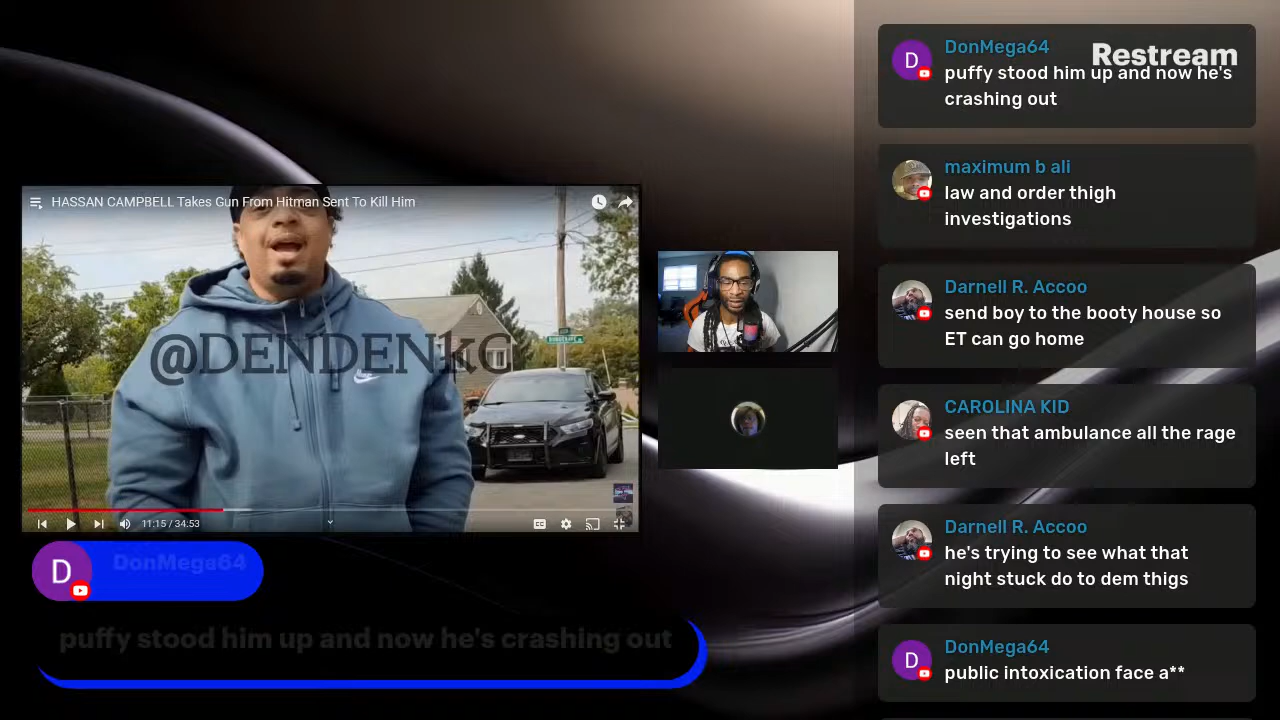 HASSAN CAMPBELL Takes Gun From Hitman Sent To Kill Him
@DENDENkG
11:15 / 34:53
CC
D
DonMega64
puffy stood him up and now he's crashing out
Restream
D
DonMega64
puffy stood him up and now he's
crashing out
maximum b ali
law and order thigh
investigations
Darnell R. Accoo
send boy to the booty house so
ET can go home
CAROLINA KID
seen that ambulance all the rage
left
Darnell R. Accoo
he's trying to see what that
night stuck do to dem thigs
D
DonMega64
public intoxication face a**